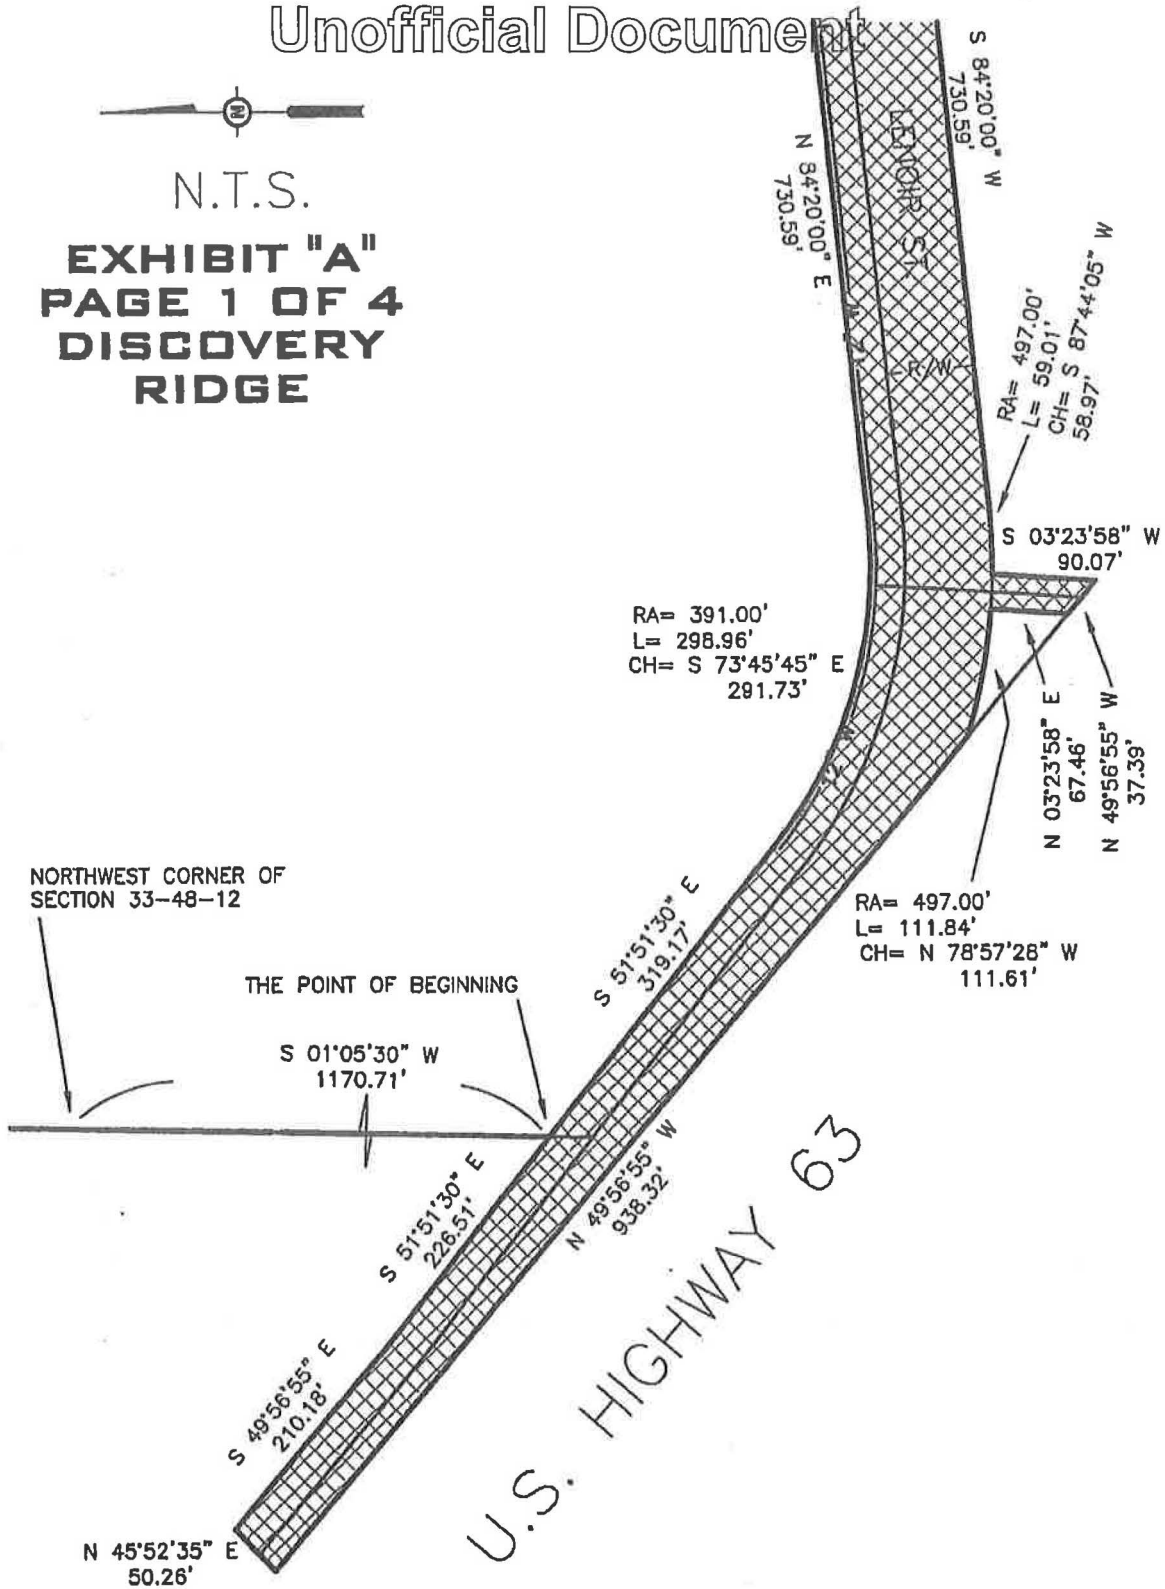 Unofficial Document
N
N.T.S.
EXHIBIT "A"
PAGE 1 OF 4
DISCOVERY
RIDGE
S 84°20'00" W
730.59'
LENOIR ST.
N 84°20'00" E
730.59'
R/W
RA= 497.00'
L= 59.01'
CH= S 87°44'05" W
58.97'
S 03°23'58" W
90.07'
RA= 391.00'
L= 298.96'
CH= S 73°45'45" E
291.73'
N 03°23'58" E
67.46'
N 49°56'55" W
37.39'
RA= 497.00'
L= 111.84'
CH= N 78°57'28" W
111.61'
NORTHWEST CORNER OF
SECTION 33-48-12
THE POINT OF BEGINNING
S 01°05'30" W
1170.71'
S 51°51'30" E
319.17'
S 51°51'30" E
226.51'
N 49°56'55" W
938.32'
S 49°56'55" E
210.18'
N 45°52'35" E
50.26'
U.S. HIGHWAY 63